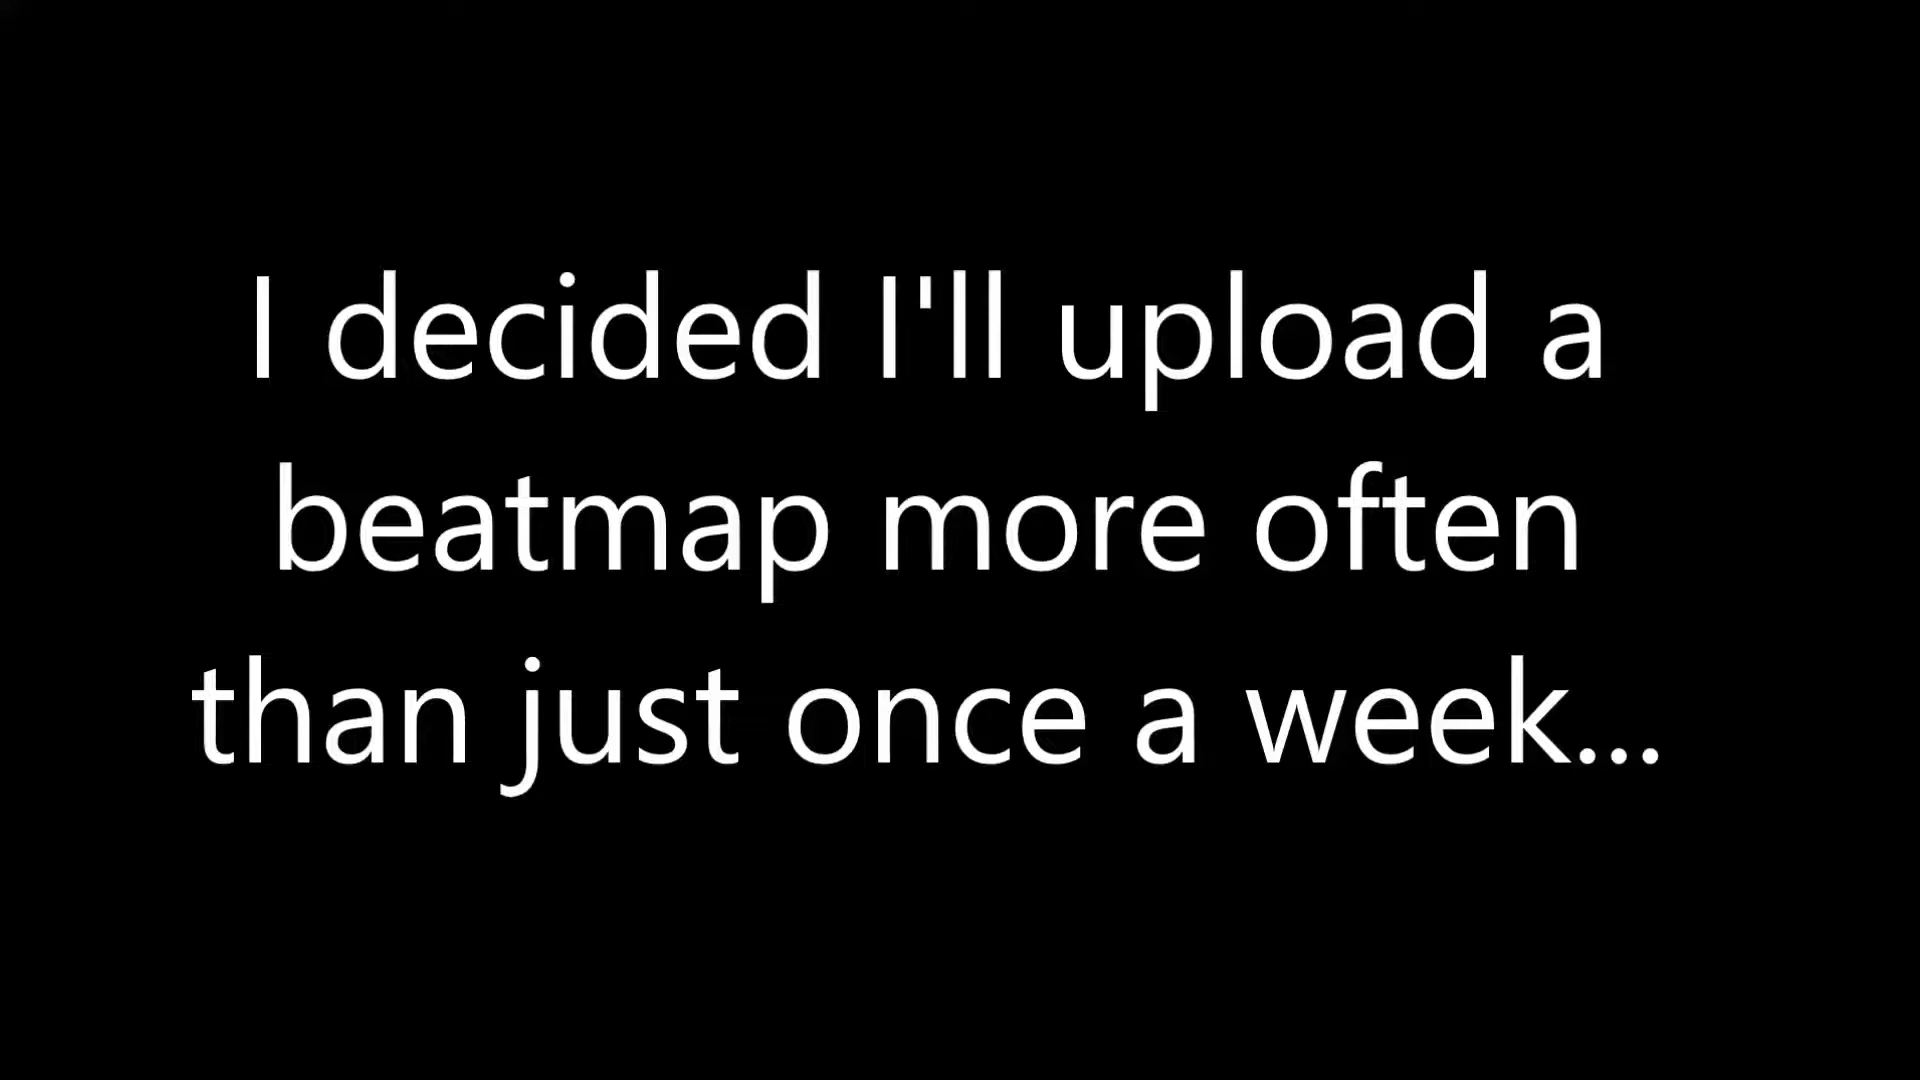 I decided I'll upload a
beatmap more often
than just once a week...